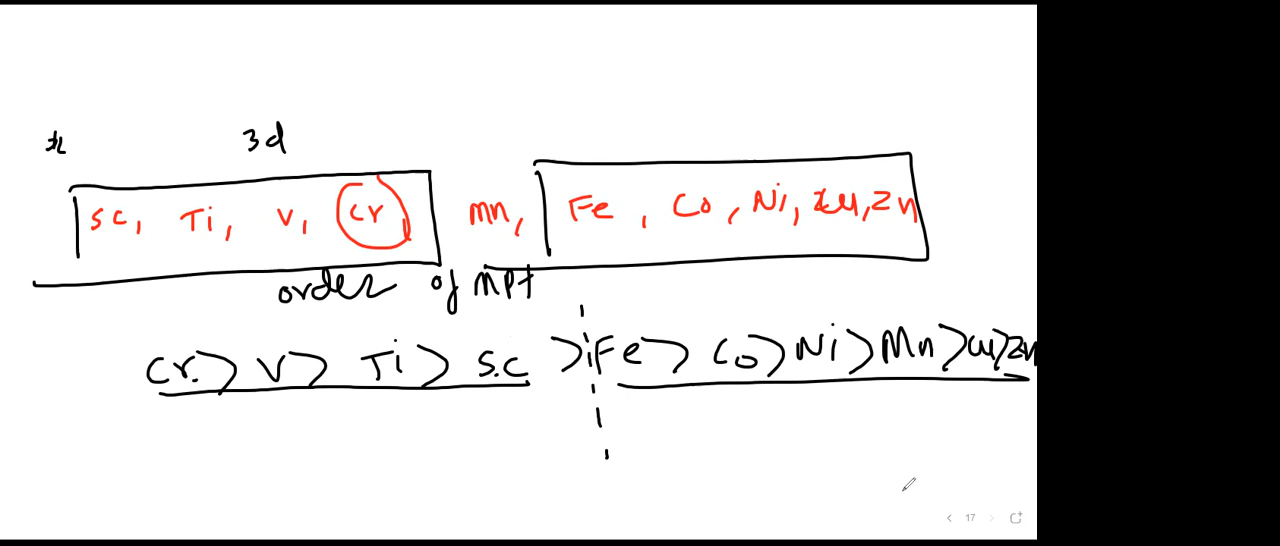 3d
Sc, Ti, V, Cr, Mn, Fe, Co, Ni, Cu, Zn
order of mpt
Cr. > V > Ti > S.C > Fe > Co > Ni > Mn > Cu > Zn
17